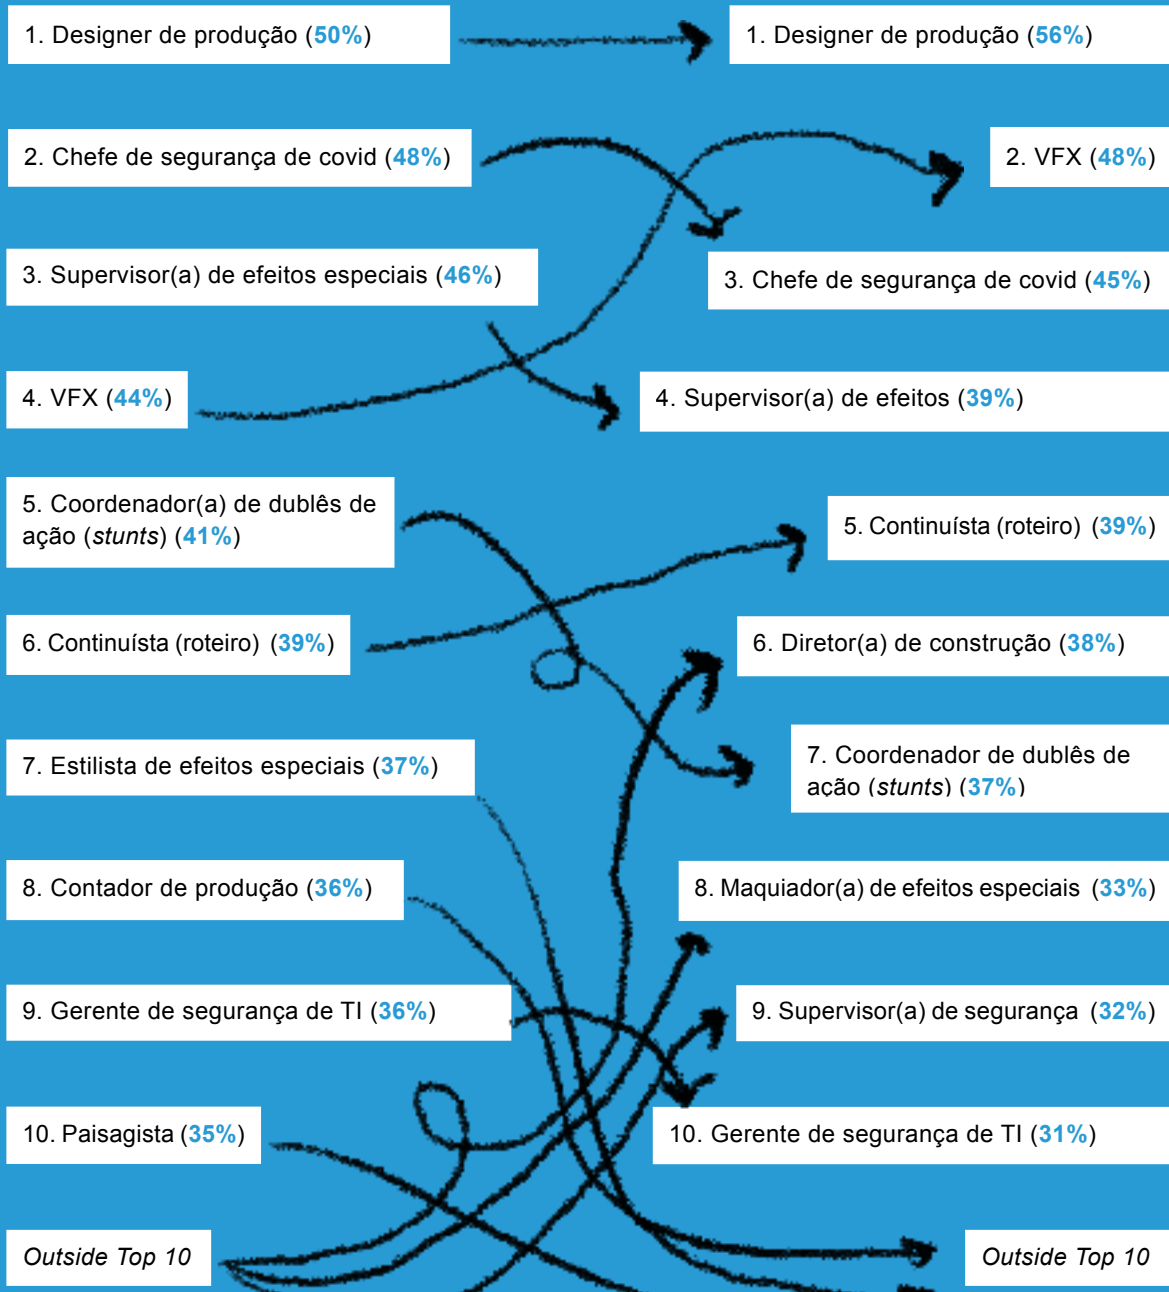 1. Designer de produção (50%)
1. Designer de produção (56%)
2. Chefe de segurança de covid (48%)
2. VFX (48%)
3. Supervisor(a) de efeitos especiais (46%)
3. Chefe de segurança de covid (45%)
4. VFX (44%)
4. Supervisor(a) de efeitos (39%)
5. Coordenador(a) de dublês de
ação (stunts) (41%)
5. Continuísta (roteiro) (39%)
6. Continuísta (roteiro) (39%)
6. Diretor(a) de construção (38%)
7. Estilista de efeitos especiais (37%)
7. Coordenador de dublês de
ação (stunts) (37%)
8. Contador de produção (36%)
8. Maquiador(a) de efeitos especiais (33%)
9. Gerente de segurança de TI (36%)
9. Supervisor(a) de segurança (32%)
10. Paisagista (35%)
10. Gerente de segurança de TI (31%)
Outside Top 10
Outside Top 10